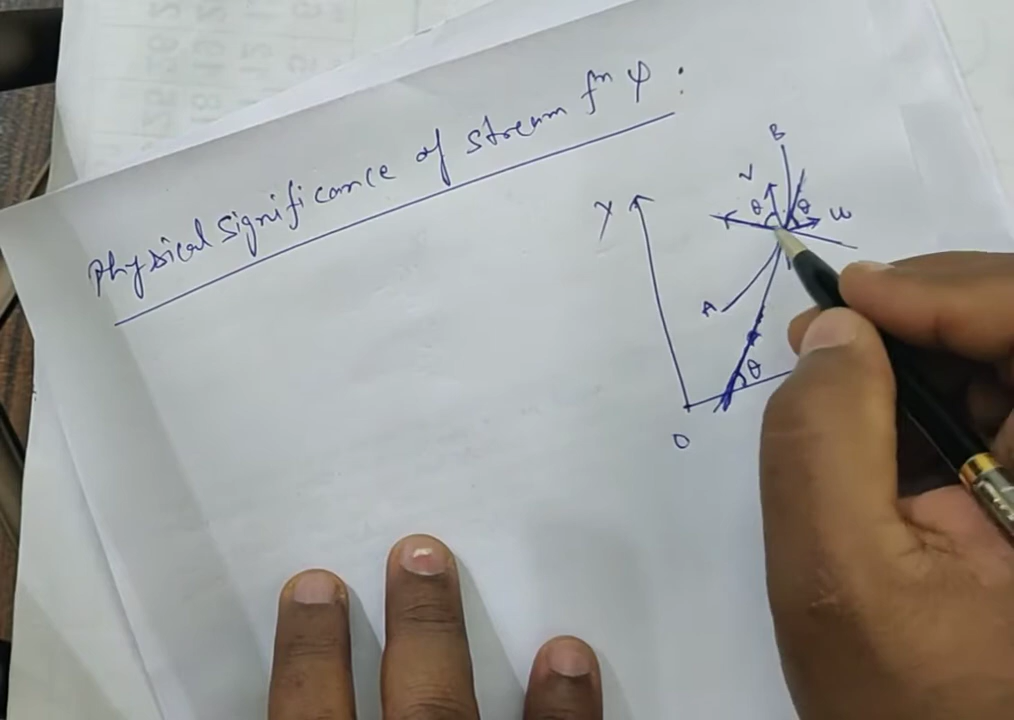 Physical Significance of stream fⁿ ψ :
B
v
θ θ u
Y
A
θ
O